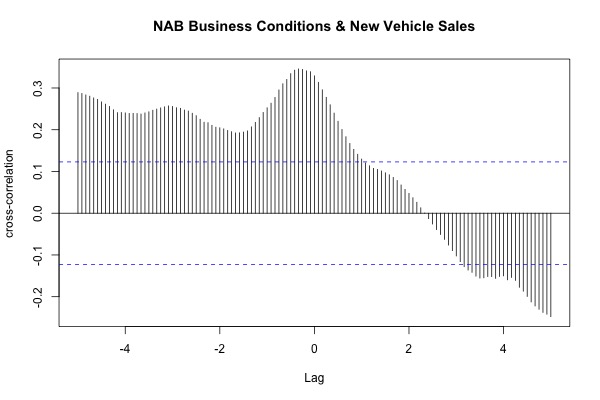 NAB Business Conditions & New Vehicle Sales
cross-correlation
0.3
0.2
0.1
0.0
-0.1
-0.2
-4 -2 0 2 4
Lag